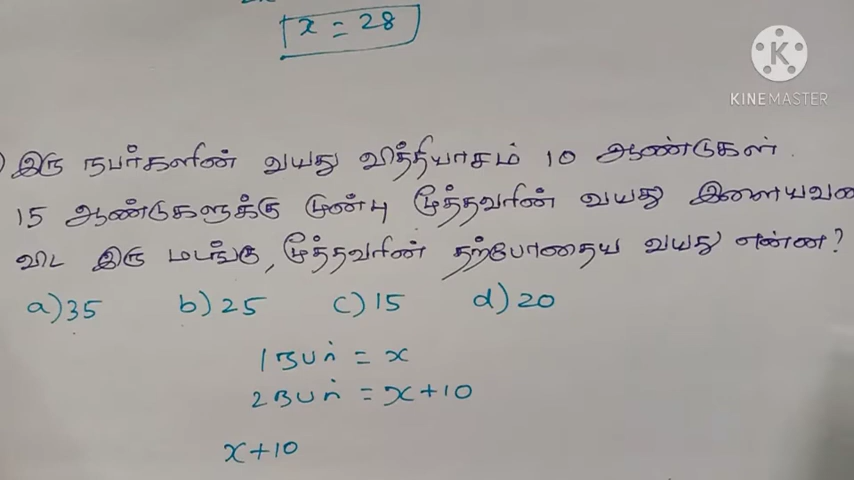 x = 28
KINEMASTER
இரு நபர்களின் வயது வித்தியாசம் 10 ஆண்டுகள்.
15 ஆண்டுகளுக்கு முன்பு மூத்தவரின் வயது இளையவரை
விட இரு மடங்கு, மூத்தவரின் தற்போதைய வயது என்ன?
a) 35 b) 25 c) 15 d) 20
1 நபர் = x
2 நபர் = x+10
x+10